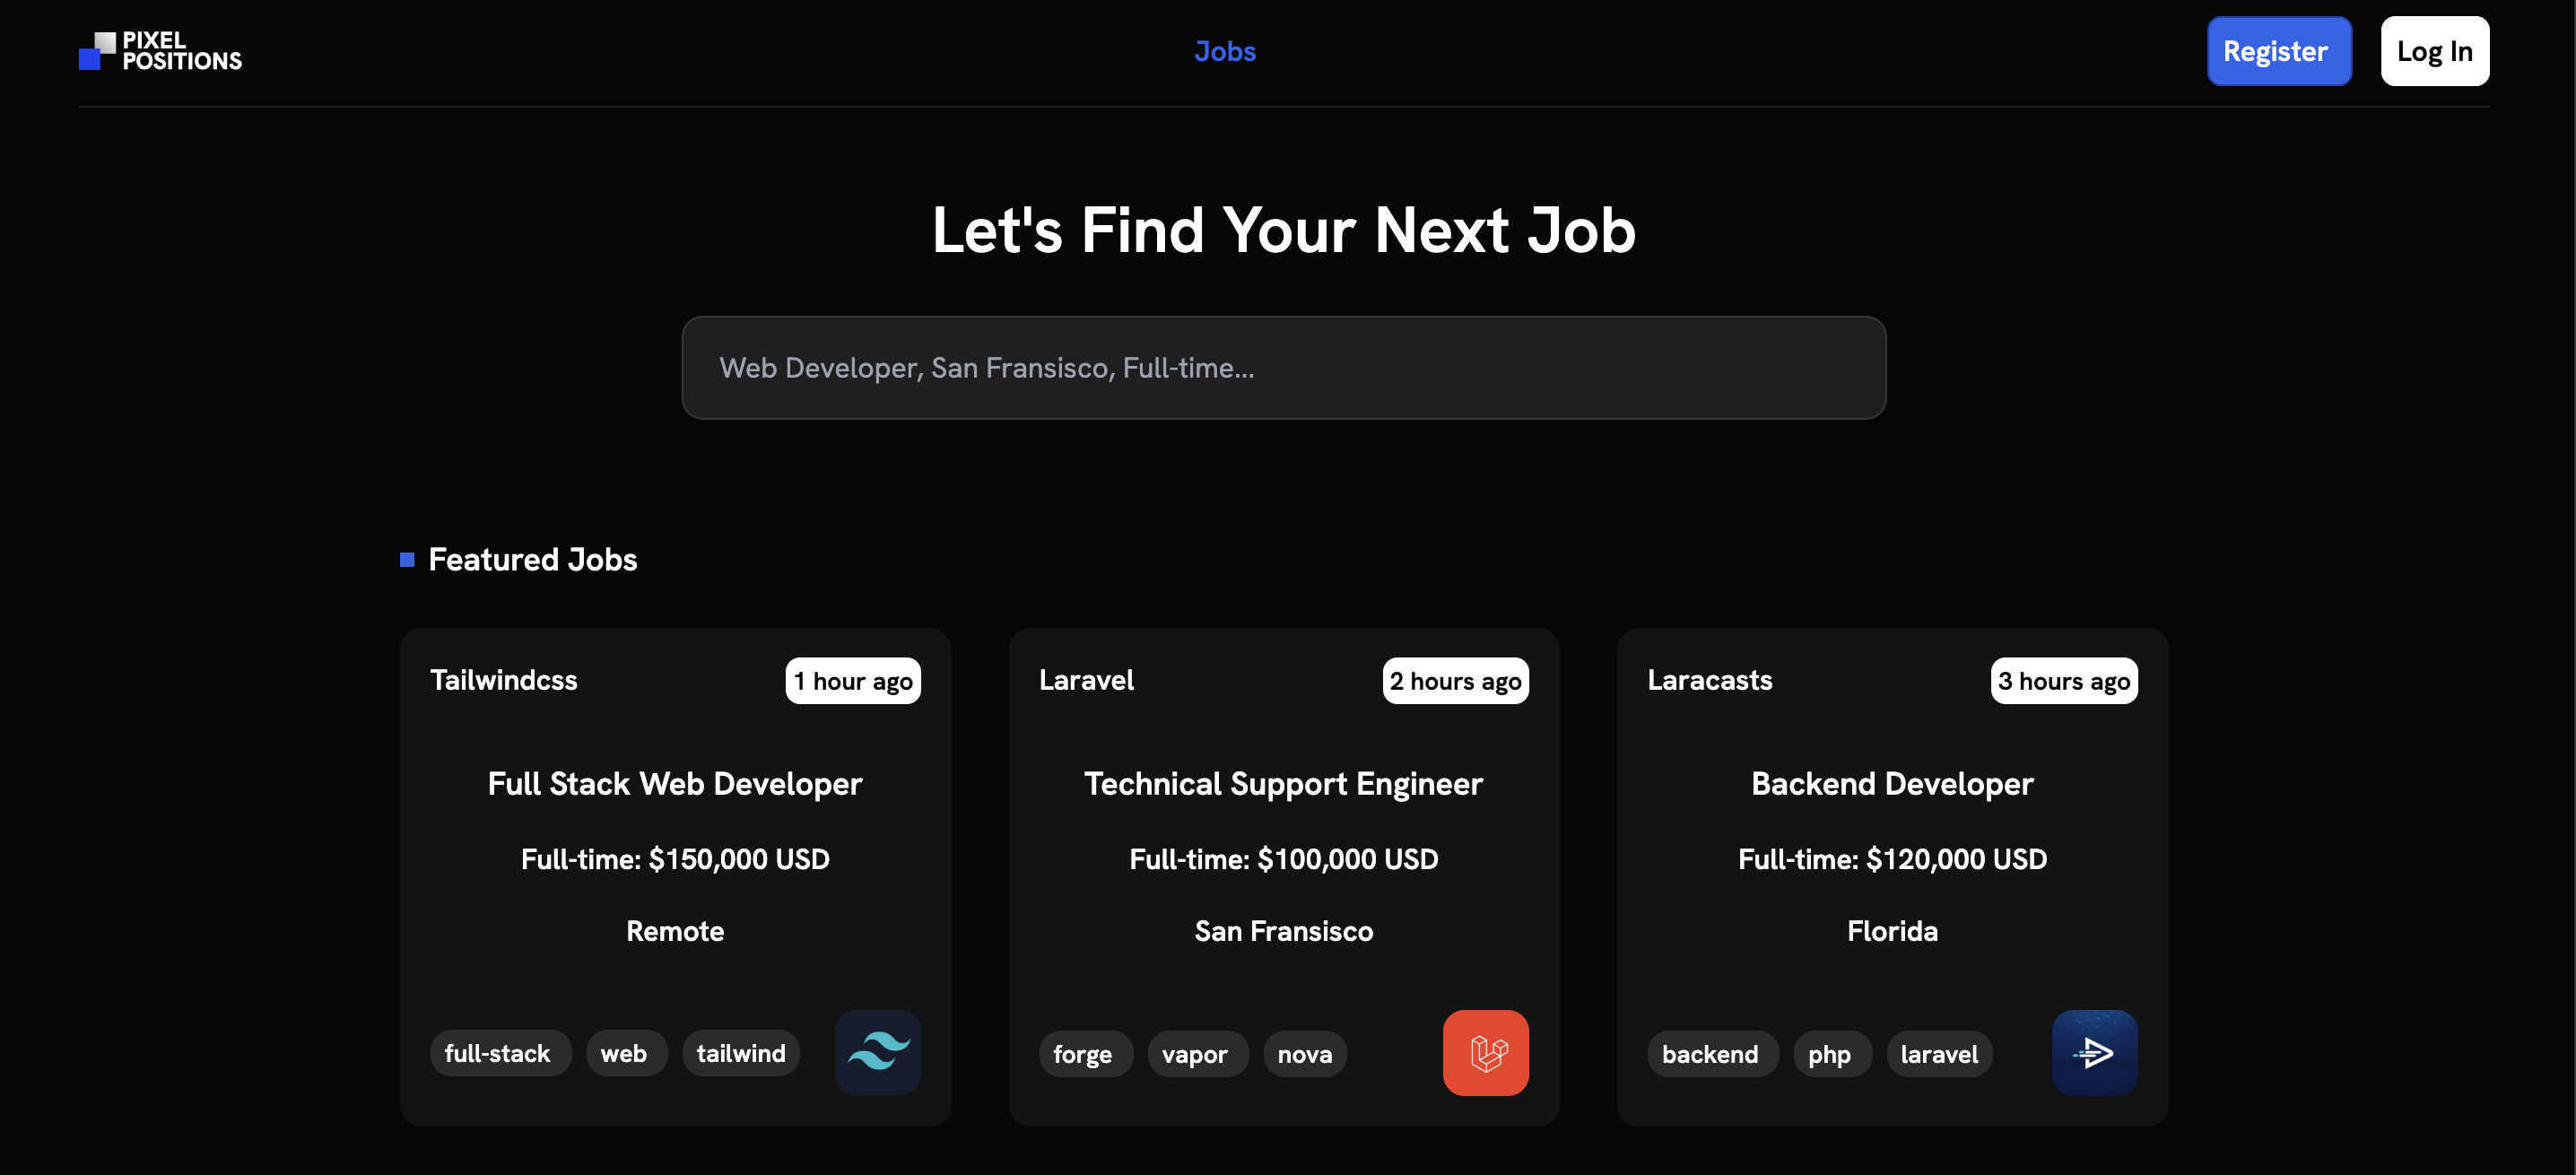 PIXEL
POSITIONS
Jobs
Register
Log In
Let's Find Your Next Job
Web Developer, San Fransisco, Full-time...
Featured Jobs
Tailwindcss
1 hour ago
Full Stack Web Developer
Full-time: $150,000 USD
Remote
full-stack
web
tailwind
Laravel
2 hours ago
Technical Support Engineer
Full-time: $100,000 USD
San Fransisco
forge
vapor
nova
Laracasts
3 hours ago
Backend Developer
Full-time: $120,000 USD
Florida
backend
php
laravel